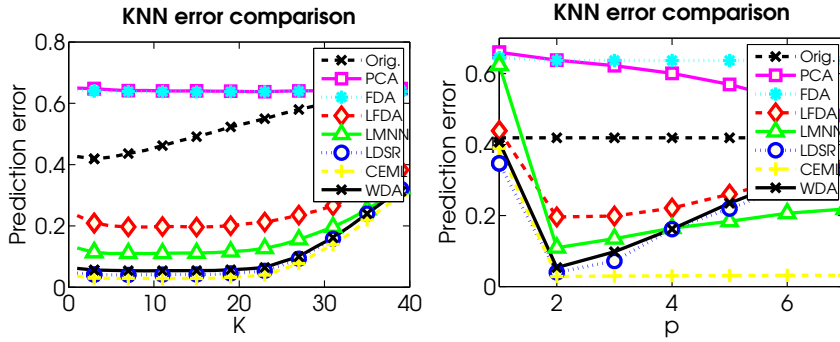 KNN error comparison
Prediction error
0.8
0.6
0.4
0.2
0
0
10
20
30
40
K
Orig.
PCA
FDA
LFDA
LMNN
LDSR
CEML
WDA
KNN error comparison
Prediction error
0.6
0.4
0.2
0
2
4
6
p
Orig.
PCA
FDA
LFDA
LMNN
LDSR
CEML
WDA